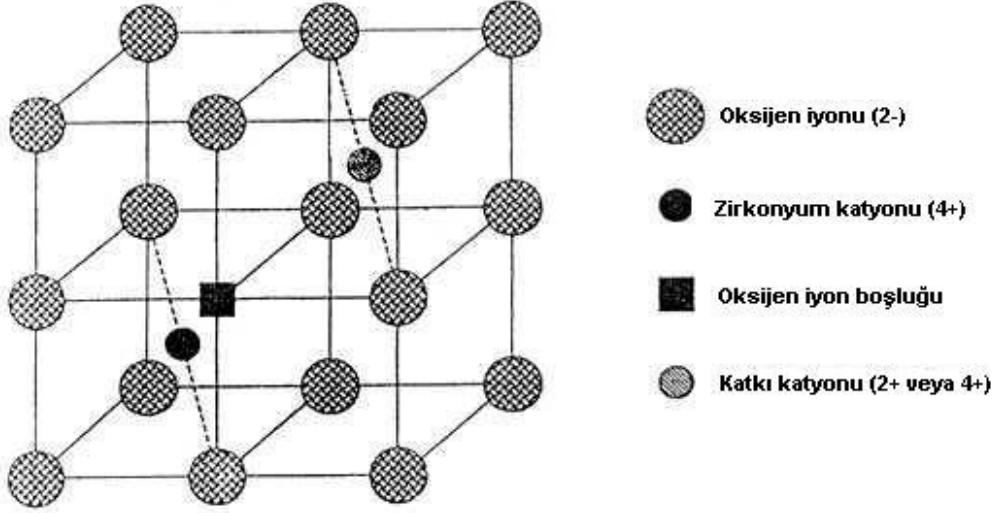 Oksijen iyonu (2-)
Zirkonyum katyonu (4+)
Oksijen iyon boşluğu
Katkı katyonu (2+ veya 4+)